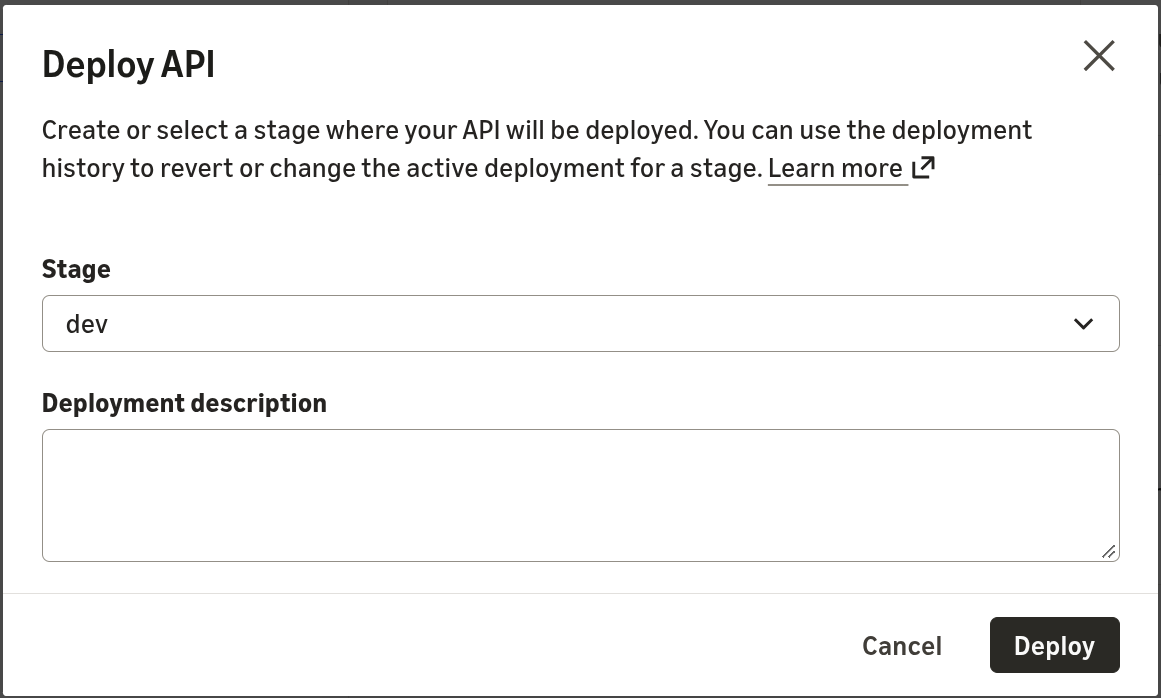 Deploy API
Create or select a stage where your API will be deployed. You can use the deployment
history to revert or change the active deployment for a stage. Learn more
Stage
dev
Deployment description
Cancel
Deploy